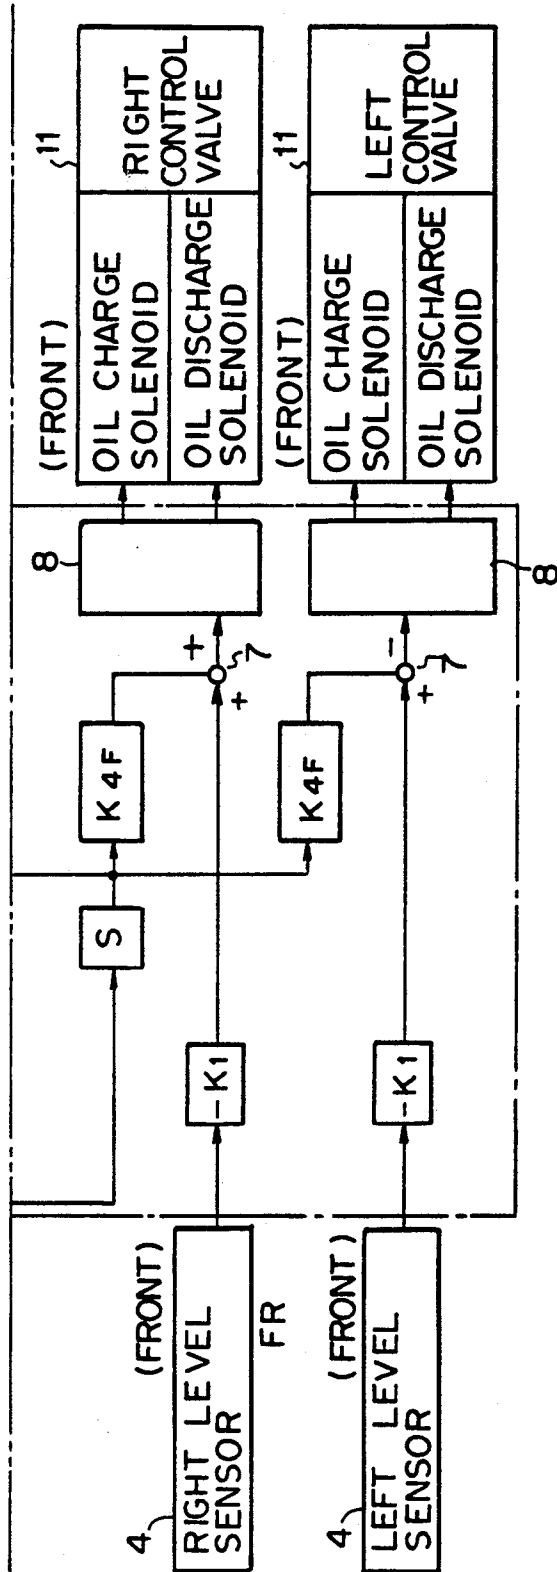 (FRONT)
4
RIGHT LEVEL
SENSOR
FR
-K1
S
K4F
+
+
7
8
(FRONT)
11
OIL CHARGE
SOLENOID
OIL DISCHARGE
SOLENOID
RIGHT
CONTROL
VALVE
(FRONT)
4
LEFT LEVEL
SENSOR
-K1
K4F
-
+
7
8
(FRONT)
11
OIL CHARGE
SOLENOID
OIL DISCHARGE
SOLENOID
LEFT
CONTROL
VALVE